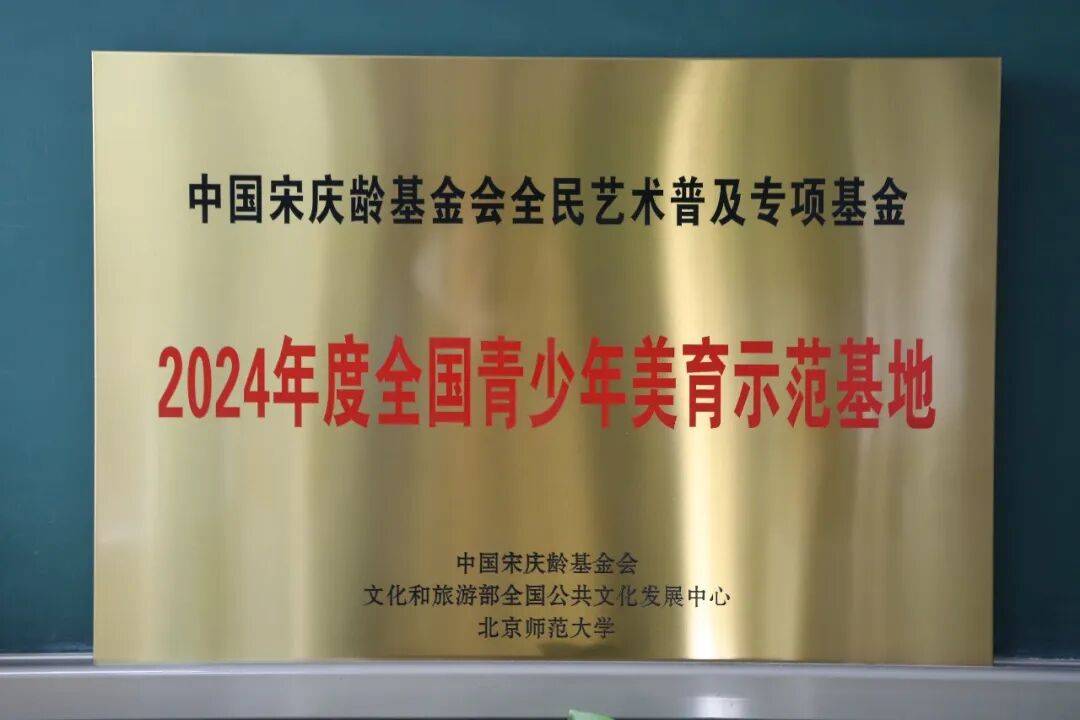 中国宋庆龄基金会全民艺术普及专项基金
2024年度全国青少年美育示范基地
中国宋庆龄基金会
文化和旅游部全国公共文化发展中心
北京师范大学